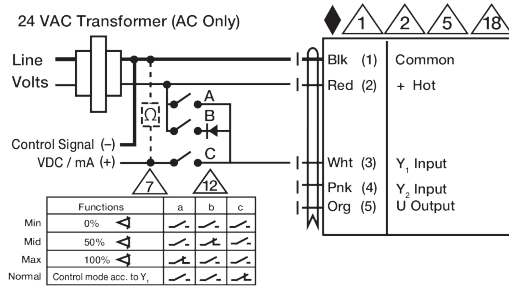 24 VAC Transformer (AC Only)
1 2 5 18
Line
Volts
Blk (1) Common
Red (2) + Hot
A
B
C
Ω
Control Signal (–)
VDC / mA (+)
Wht (3) Y1 Input
Pnk (4) Y2 Input
Org (5) U Output
7 12
Functions a b c
Min 0%
Mid 50%
Max 100%
Normal Control mode acc. to Y1